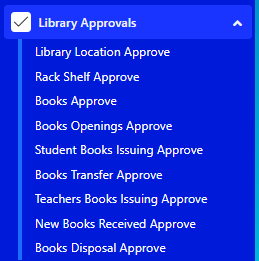 Library Approvals
Library Location Approve
Rack Shelf Approve
Books Approve
Books Openings Approve
Student Books Issuing Approve
Books Transfer Approve
Teachers Books Issuing Approve
New Books Received Approve
Books Disposal Approve